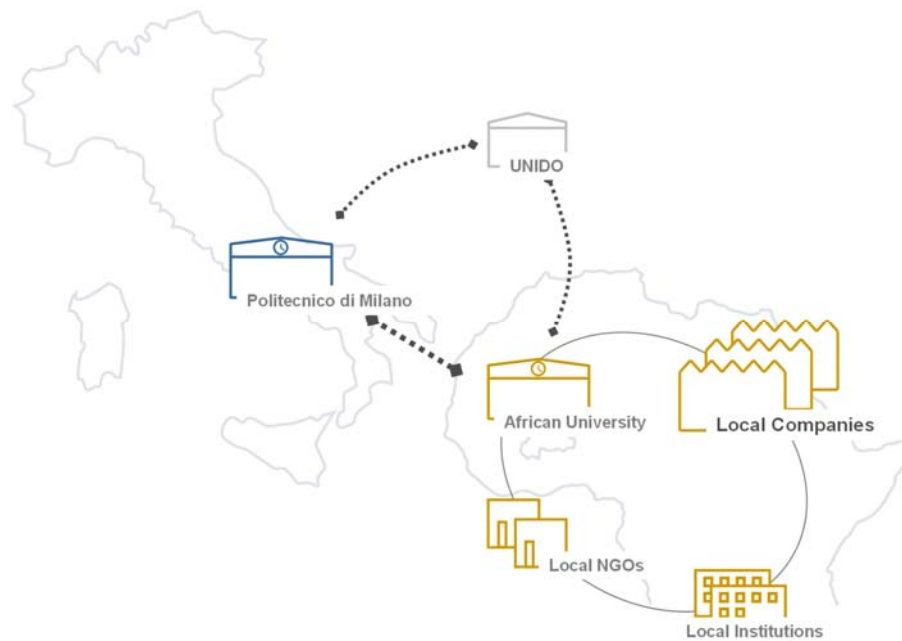 UNIDO
Politecnico di Milano
African University
Local Companies
Local NGOs
Local Institutions